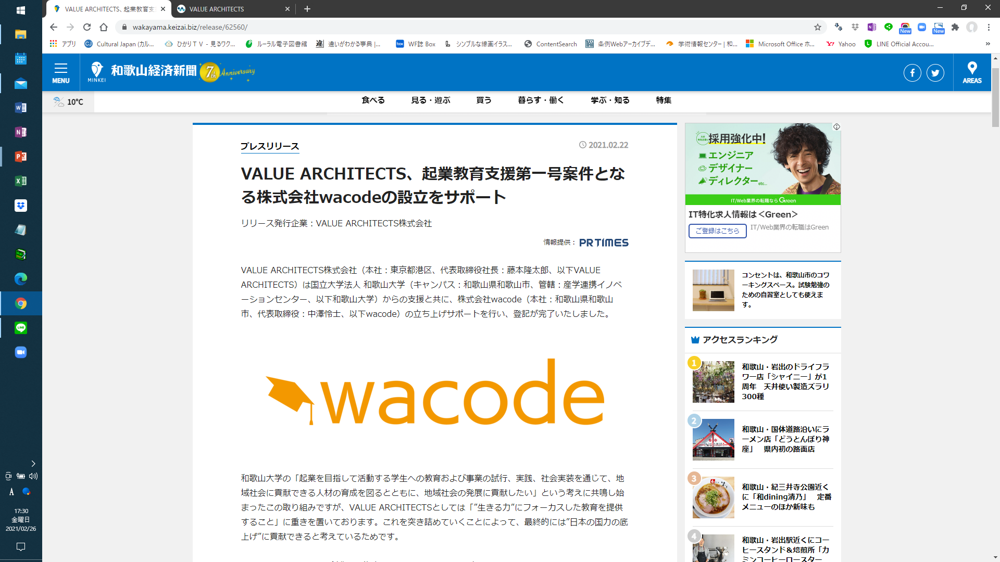 VALUE ARCHITECTS、起業教育支
VALUE ARCHITECTS
wakayama.keizai.biz/release/62560/
New
New
アプリ
Cultural Japan (カル...
ひかりTV - 見るワク...
ルーラル電子図書館
違いがわかる事典 |...
WF誌 Box
シンプルな線画イラス...
ContentSearch
条例Webアーカイブデ...
学術情報センター | 和...
Microsoft Office ホ...
Yahoo
LINE Official Accou...
»
MENU
MINKEI
和歌山経済新聞
7th Anniversary
AREAS
10℃
食べる
見る・遊ぶ
買う
暮らす・働く
学ぶ・知る
特集
プレスリリース
2021.02.22
VALUE ARCHITECTS、起業教育支援第一号案件とな
る株式会社wacodeの設立をサポート
リリース発行企業：VALUE ARCHITECTS株式会社
情報提供： PR TIMES
VALUE ARCHITECTS株式会社（本社：東京都港区、代表取締役社長：藤本隆太郎、以下VALUE
ARCHITECTS）は国立大学法人 和歌山大学（キャンパス：和歌山県和歌山市、管轄：産学連携イノベ
ーションセンター、以下和歌山大学）からの支援と共に、株式会社wacode（本社：和歌山県和歌山
市、代表取締役：中澤怜士、以下wacode）の立ち上げサポートを行い、登記が完了いたしました。
wacode
和歌山大学の「起業を目指して活動する学生への教育および事業の試行、実践、社会実装を通じて、地
域社会に貢献できる人材の育成を図るとともに、地域社会の発展に貢献したい」という考えに共鳴し始
まったこの取り組みですが、VALUE ARCHITECTSとしては「”生きる力”にフォーカスした教育を提供
すること」に重きを置いております。これを突き詰めていくことによって、最終的には”日本の国力の底
上げ”に貢献できると考えているためです。
採用強化中!
エンジニア
デザイナー
ディレクター etc...
IT/Web業界の転職なら Green
IT特化求人情報は＜Green＞
ご登録はこちら
IT/Web業界の転職はGreen
コンセントは、和歌山市のコワ
ーキングスペース。試験勉強の
ための自習室としても使えま
す。
アクセスランキング
1
和歌山・岩出のドライフラ
ワー店「シャイニー」が1
周年　天井使い製造ズラリ
300種
2
和歌山・国体道路沿いにラ
ーメン店「どうとんぼり神
座」　県内初の路面店
3
和歌山・紀三井寺公園近く
に「和dining清乃」　定番
メニューのほか新味も
4
和歌山・岩出駅近くにコー
ヒースタンド＆焙煎所「カ
ミンコーヒーロースター
A
17:30
金曜日
2021/02/26